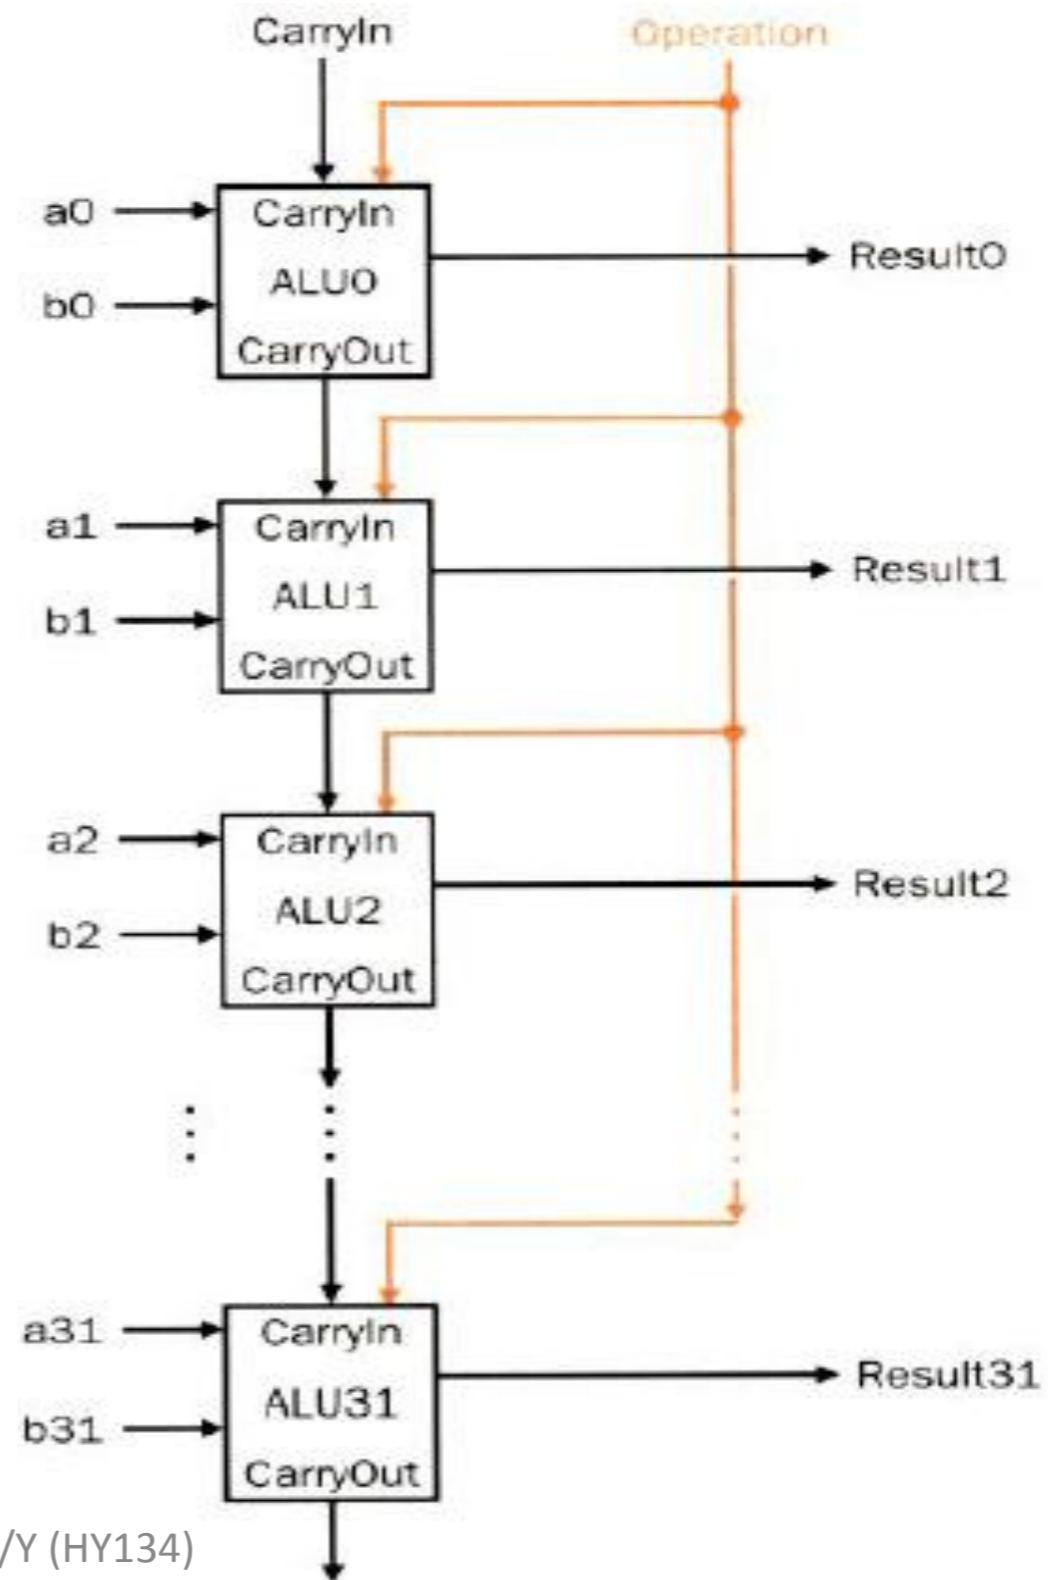 CarryIn Operation
a0 CarryIn
ALU0 Result0
b0
CarryOut
a1 CarryIn
ALU1 Result1
b1
CarryOut
a2 CarryIn
ALU2 Result2
b2
CarryOut
a31 CarryIn
ALU31 Result31
b31
CarryOut
/Y (HY134)